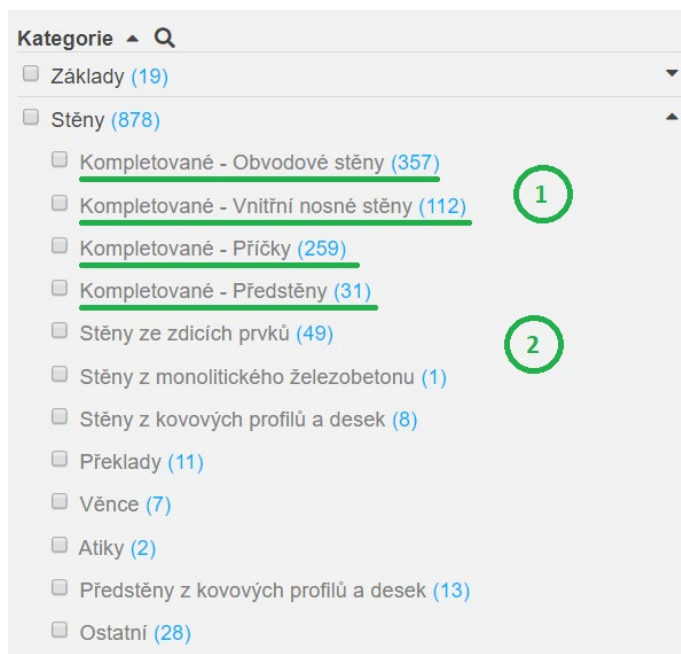 Kategorie
Základy (19)
Stěny (878)
Kompletované - Obvodové stěny (357)
1
Kompletované - Vnitřní nosné stěny (112)
Kompletované - Příčky (259)
Kompletované - Předstěny (31)
Stěny ze zdicích prvků (49)
2
Stěny z monolitického železobetonu (1)
Stěny z kovových profilů a desek (8)
Překlady (11)
Věnce (7)
Atiky (2)
Předstěny z kovových profilů a desek (13)
Ostatní (28)